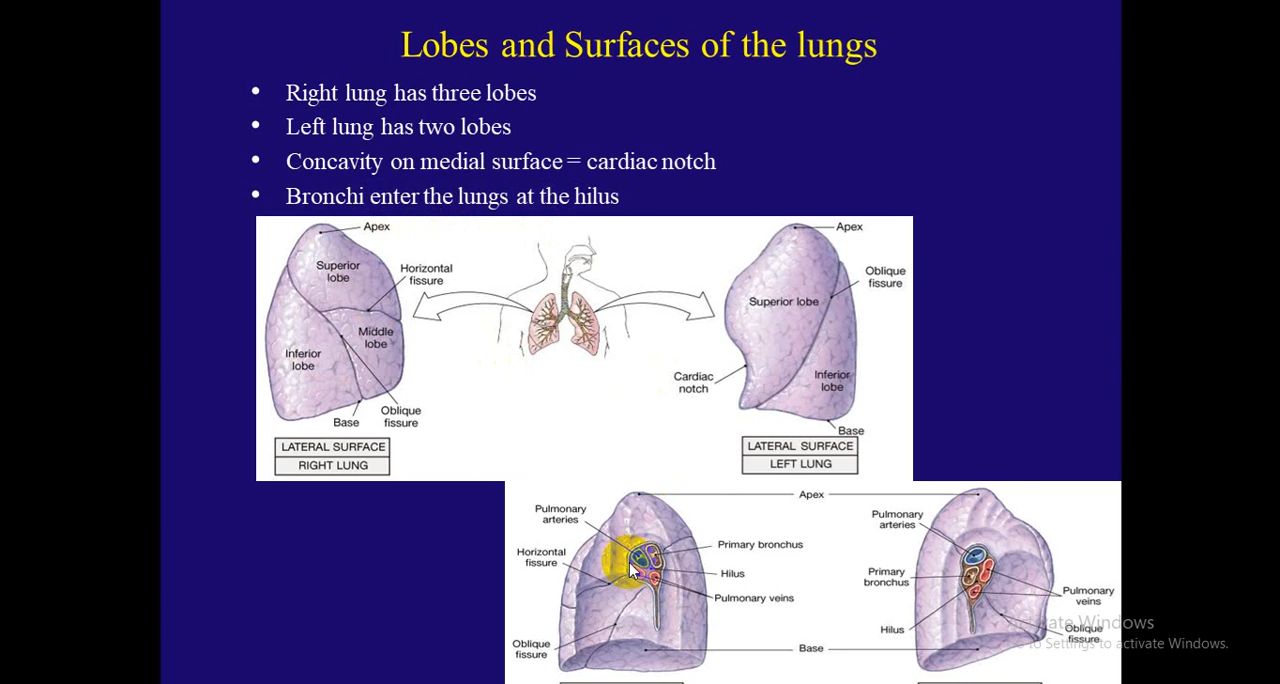 Lobes and Surfaces of the lungs
• Right lung has three lobes
• Left lung has two lobes
• Concavity on medial surface = cardiac notch
• Bronchi enter the lungs at the hilus
Apex
Superior
lobe
Horizontal
fissure
Middle
lobe
Inferior
lobe
Base
Oblique
fissure
LATERAL SURFACE
RIGHT LUNG
Apex
Oblique
fissure
Superior lobe
Cardiac
notch
Inferior
lobe
Base
LATERAL SURFACE
LEFT LUNG
Apex
Pulmonary
arteries
Horizontal
fissure
Primary bronchus
Hilus
Pulmonary veins
Oblique
fissure
Base
Pulmonary
arteries
Primary
bronchus
Pulmonary
veins
Hilus
Oblique
fissure
Windows
to Settings to activate Windows.